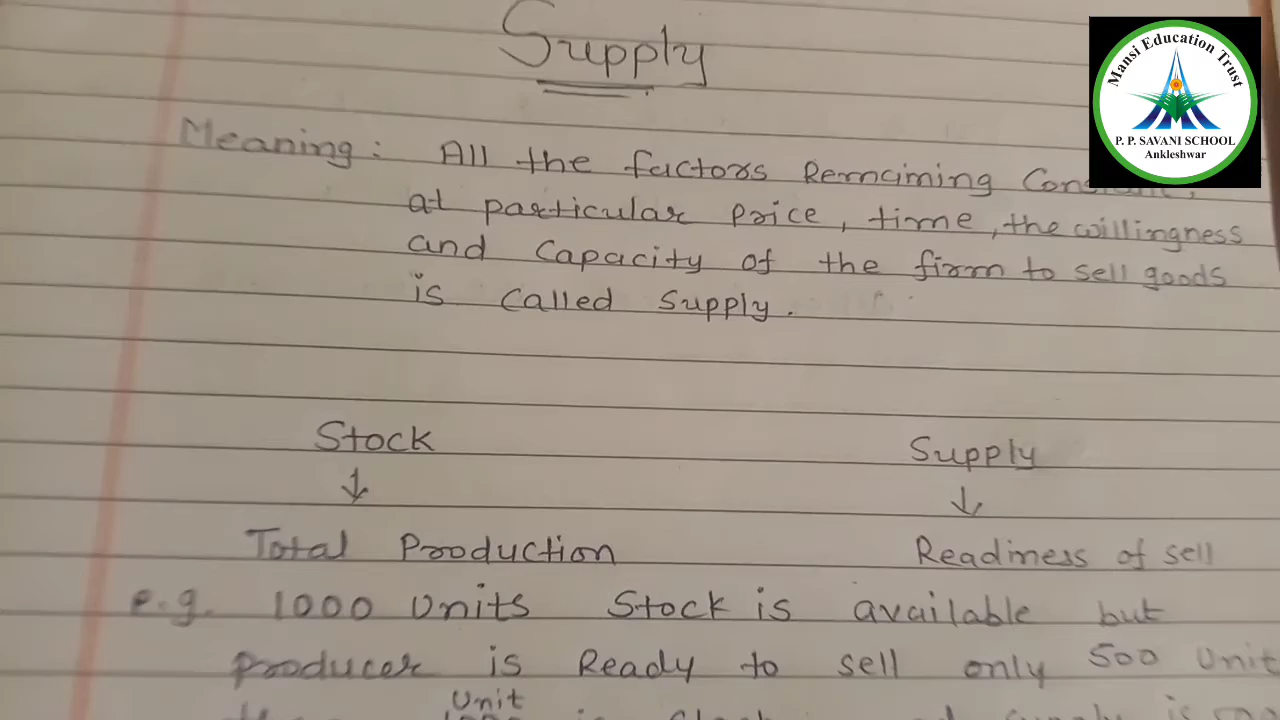 Supply
Mansi Education Trust
P. P. SAVANI SCHOOL
Ankleshwar
Meaning : All the factors Remaining Constant,
at particular Price, time, the willingness
and capacity of the firm to sell goods
is called Supply.
Stock Supply
↓ ↓
Total Production Readiness of sell
e.g. 1000 Units Stock is available but
Producer is Ready to sell only 500 Unit
Unit